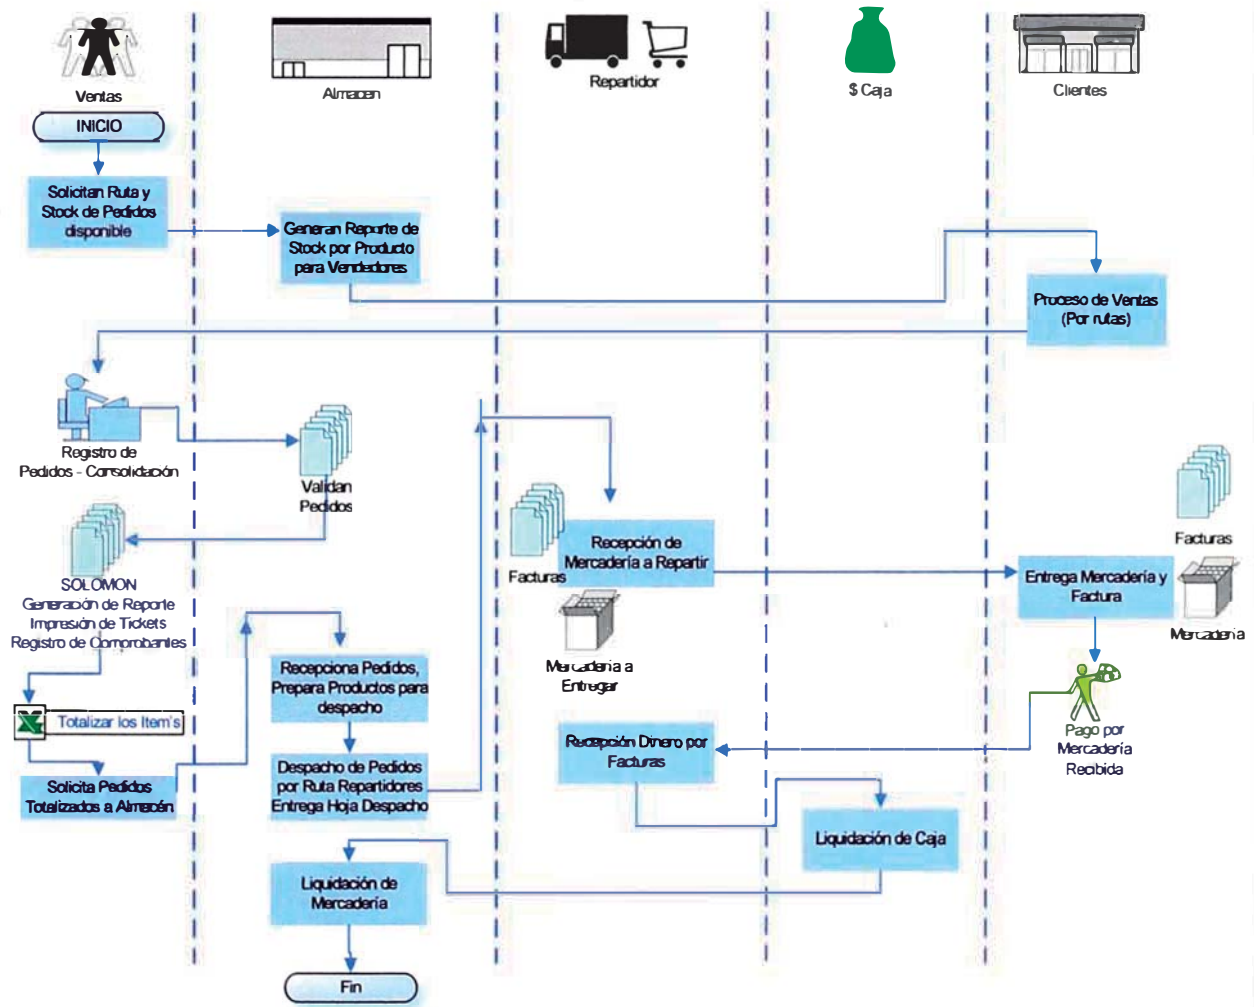 Ventas
Almacen
Repartidor
$ Caja
Clientes
INICIO
Solicitan Ruta y
Stock de Pedidos
disponible
Generan Reporte de
Stock por Producto
para Vendedores
Proceso de Ventas
(Por rutas)
Registro de
Pedidos - Consolidación
Validan
Pedidos
Facturas
Recepción de
Mercadería a Repartir
Facturas
Entrega Mercadería y
Factura
Mercadería
SOLOMON
Generación de Reporte
Impresión de Tickets
Registro de Comprobantes
Recepciona Pedidos,
Prepara Productos para
despacho
Mercadería a
Entregar
Totalizar los Item's
Pago por
Mercadería
Recibida
Recepción Dinero por
Facturas
Solicita Pedidos
Totalizados a Almacén
Despacho de Pedidos
por Ruta Repartidores
Entrega Hoja Despacho
Liquidación de Caja
Liquidación de
Mercadería
Fin